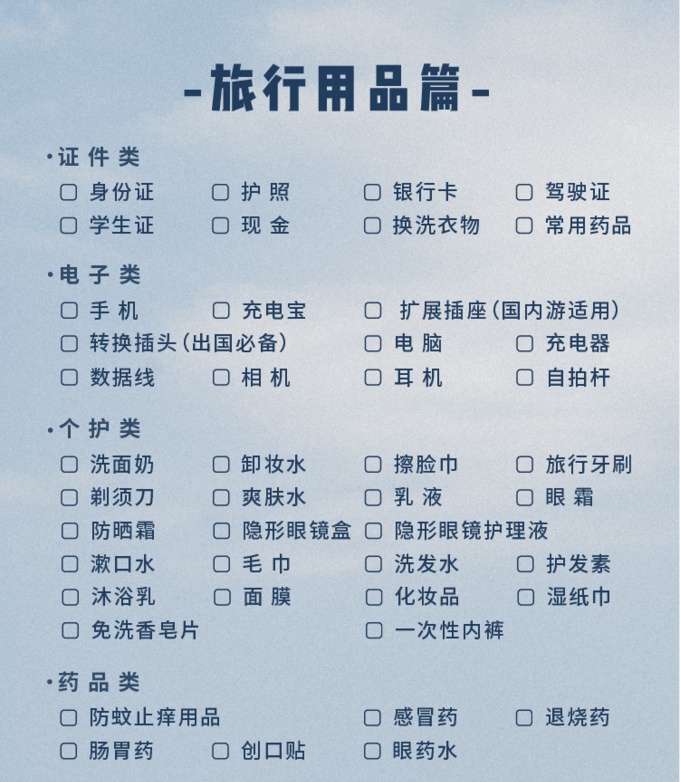 -旅行用品篇-
·证件类
▢ 身份证 ▢ 护照 ▢ 银行卡 ▢ 驾驶证
▢ 学生证 ▢ 现金 ▢ 换洗衣物 ▢ 常用药品
·电子类
▢ 手机 ▢ 充电宝 ▢ 扩展插座(国内游适用)
▢ 转换插头(出国必备) ▢ 电脑 ▢ 充电器
▢ 数据线 ▢ 相机 ▢ 耳机 ▢ 自拍杆
·个护类
▢ 洗面奶 ▢ 卸妆水 ▢ 擦脸巾 ▢ 旅行牙刷
▢ 剃须刀 ▢ 爽肤水 ▢ 乳液 ▢ 眼霜
▢ 防晒霜 ▢ 隐形眼镜盒 ▢ 隐形眼镜护理液
▢ 漱口水 ▢ 毛巾 ▢ 洗发水 ▢ 护发素
▢ 沐浴乳 ▢ 面膜 ▢ 化妆品 ▢ 湿纸巾
▢ 免洗香皂片 ▢ 一次性内裤
·药品类
▢ 防蚊止痒用品 ▢ 感冒药 ▢ 退烧药
▢ 肠胃药 ▢ 创口贴 ▢ 眼药水